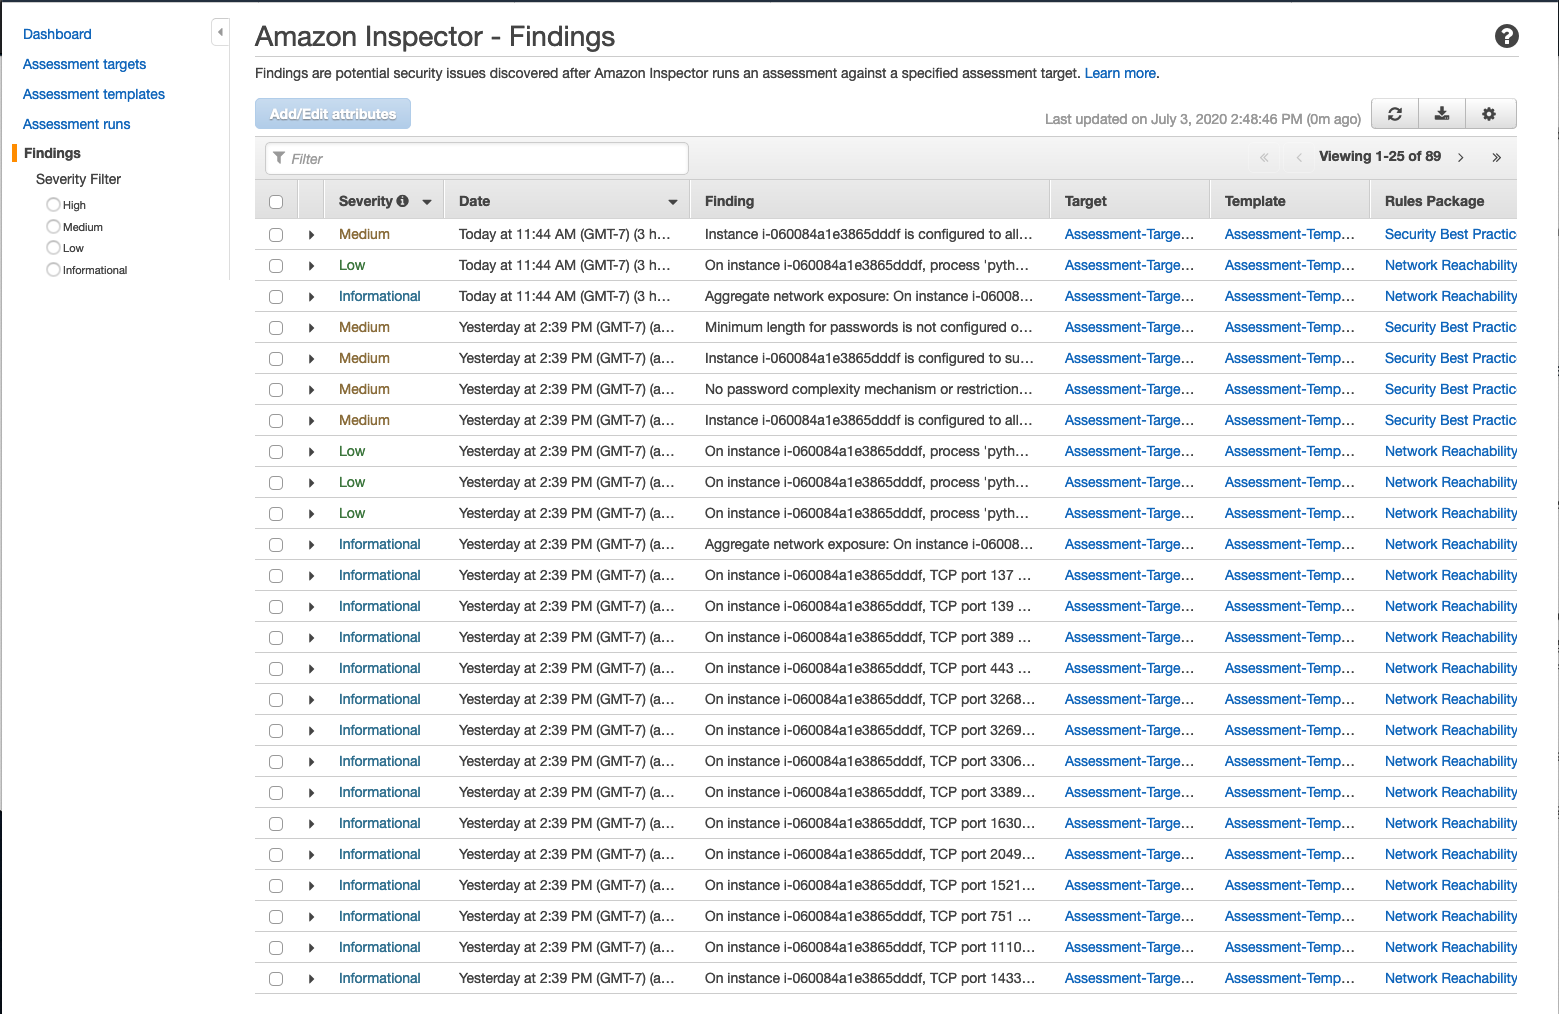 Dashboard
Assessment targets
Assessment templates
Assessment runs
Findings
Severity Filter
High
Medium
Low
Informational
Amazon Inspector - Findings
Findings are potential security issues discovered after Amazon Inspector runs an assessment against a specified assessment target. Learn more.
Add/Edit attributes
Last updated on July 3, 2020 2:48:46 PM (0m ago)
Filter
« ‹ Viewing 1-25 of 89 › »
Severity Date Finding Target Template Rules Package
Medium Today at 11:44 AM (GMT-7) (3 h... Instance i-060084a1e3865dddf is configured to all... Assessment-Targe... Assessment-Temp... Security Best Practic
Low Today at 11:44 AM (GMT-7) (3 h... On instance i-060084a1e3865dddf, process 'pyth... Assessment-Targe... Assessment-Temp... Network Reachability
Informational Today at 11:44 AM (GMT-7) (3 h... Aggregate network exposure: On instance i-06008... Assessment-Targe... Assessment-Temp... Network Reachability
Medium Yesterday at 2:39 PM (GMT-7) (a... Minimum length for passwords is not configured o... Assessment-Targe... Assessment-Temp... Security Best Practic
Medium Yesterday at 2:39 PM (GMT-7) (a... Instance i-060084a1e3865dddf is configured to su... Assessment-Targe... Assessment-Temp... Security Best Practic
Medium Yesterday at 2:39 PM (GMT-7) (a... No password complexity mechanism or restriction... Assessment-Targe... Assessment-Temp... Security Best Practic
Medium Yesterday at 2:39 PM (GMT-7) (a... Instance i-060084a1e3865dddf is configured to all... Assessment-Targe... Assessment-Temp... Security Best Practic
Low Yesterday at 2:39 PM (GMT-7) (a... On instance i-060084a1e3865dddf, process 'pyth... Assessment-Targe... Assessment-Temp... Network Reachability
Low Yesterday at 2:39 PM (GMT-7) (a... On instance i-060084a1e3865dddf, process 'pyth... Assessment-Targe... Assessment-Temp... Network Reachability
Low Yesterday at 2:39 PM (GMT-7) (a... On instance i-060084a1e3865dddf, process 'pyth... Assessment-Targe... Assessment-Temp... Network Reachability
Informational Yesterday at 2:39 PM (GMT-7) (a... Aggregate network exposure: On instance i-06008... Assessment-Targe... Assessment-Temp... Network Reachability
Informational Yesterday at 2:39 PM (GMT-7) (a... On instance i-060084a1e3865dddf, TCP port 137 ... Assessment-Targe... Assessment-Temp... Network Reachability
Informational Yesterday at 2:39 PM (GMT-7) (a... On instance i-060084a1e3865dddf, TCP port 139 ... Assessment-Targe... Assessment-Temp... Network Reachability
Informational Yesterday at 2:39 PM (GMT-7) (a... On instance i-060084a1e3865dddf, TCP port 389 ... Assessment-Targe... Assessment-Temp... Network Reachability
Informational Yesterday at 2:39 PM (GMT-7) (a... On instance i-060084a1e3865dddf, TCP port 443 ... Assessment-Targe... Assessment-Temp... Network Reachability
Informational Yesterday at 2:39 PM (GMT-7) (a... On instance i-060084a1e3865dddf, TCP port 3268... Assessment-Targe... Assessment-Temp... Network Reachability
Informational Yesterday at 2:39 PM (GMT-7) (a... On instance i-060084a1e3865dddf, TCP port 3269... Assessment-Targe... Assessment-Temp... Network Reachability
Informational Yesterday at 2:39 PM (GMT-7) (a... On instance i-060084a1e3865dddf, TCP port 3306... Assessment-Targe... Assessment-Temp... Network Reachability
Informational Yesterday at 2:39 PM (GMT-7) (a... On instance i-060084a1e3865dddf, TCP port 3389... Assessment-Targe... Assessment-Temp... Network Reachability
Informational Yesterday at 2:39 PM (GMT-7) (a... On instance i-060084a1e3865dddf, TCP port 1630... Assessment-Targe... Assessment-Temp... Network Reachability
Informational Yesterday at 2:39 PM (GMT-7) (a... On instance i-060084a1e3865dddf, TCP port 2049... Assessment-Targe... Assessment-Temp... Network Reachability
Informational Yesterday at 2:39 PM (GMT-7) (a... On instance i-060084a1e3865dddf, TCP port 1521... Assessment-Targe... Assessment-Temp... Network Reachability
Informational Yesterday at 2:39 PM (GMT-7) (a... On instance i-060084a1e3865dddf, TCP port 751 ... Assessment-Targe... Assessment-Temp... Network Reachability
Informational Yesterday at 2:39 PM (GMT-7) (a... On instance i-060084a1e3865dddf, TCP port 1110... Assessment-Targe... Assessment-Temp... Network Reachability
Informational Yesterday at 2:39 PM (GMT-7) (a... On instance i-060084a1e3865dddf, TCP port 1433... Assessment-Targe... Assessment-Temp... Network Reachability